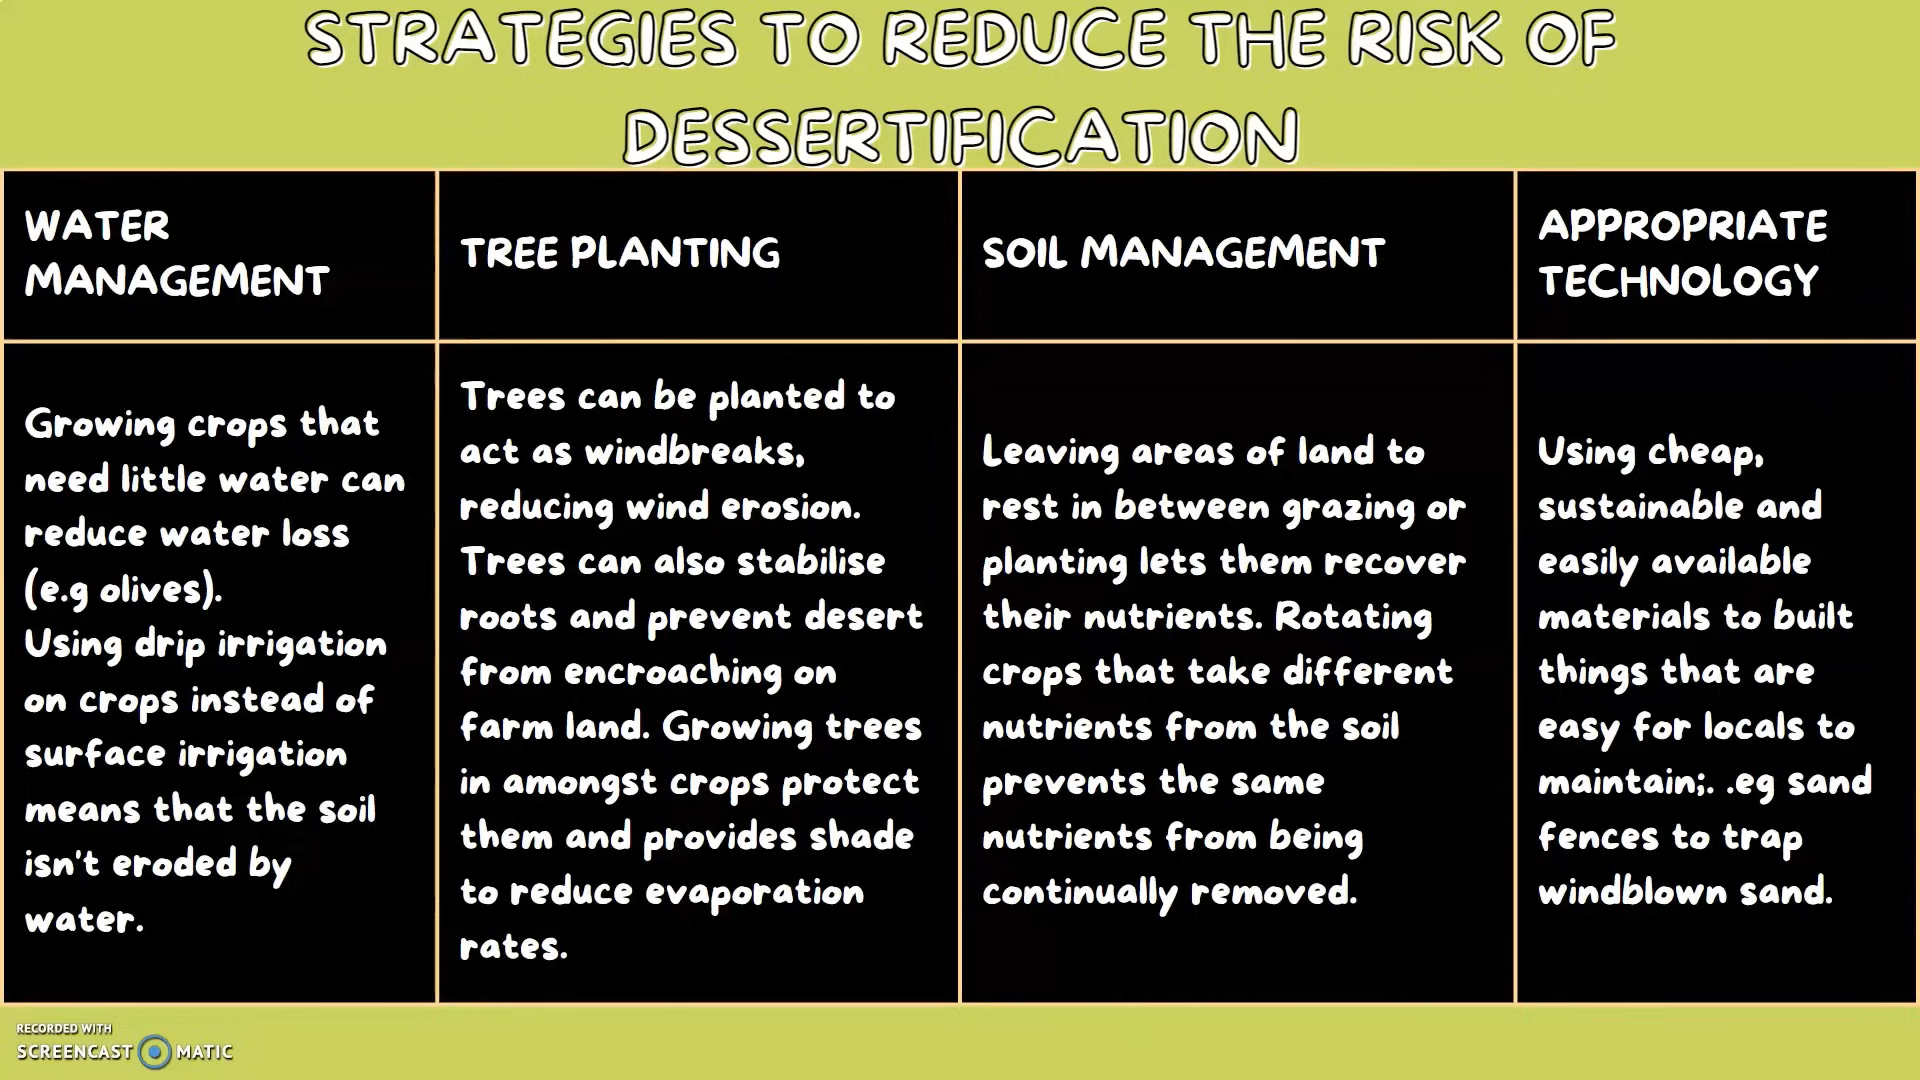 STRATEGIES TO REDUCE THE RISK OF
DESSERTIFICATION
WATER
MANAGEMENT
TREE PLANTING
SOIL MANAGEMENT
APPROPRIATE
TECHNOLOGY
Growing crops that
need little water can
reduce water loss
(e.g olives).
Using drip irrigation
on crops instead of
surface irrigation
means that the soil
isn't eroded by
water.
Trees can be planted to
act as windbreaks,
reducing wind erosion.
Trees can also stabilise
roots and prevent desert
from encroaching on
farm land. Growing trees
in amongst crops protect
them and provides shade
to reduce evaporation
rates.
Leaving areas of land to
rest in between grazing or
planting lets them recover
their nutrients. Rotating
crops that take different
nutrients from the soil
prevents the same
nutrients from being
continually removed.
Using cheap,
sustainable and
easily available
materials to built
things that are
easy for locals to
maintain;. .eg sand
fences to trap
windblown sand.
RECORDED WITH
SCREENCAST MATIC